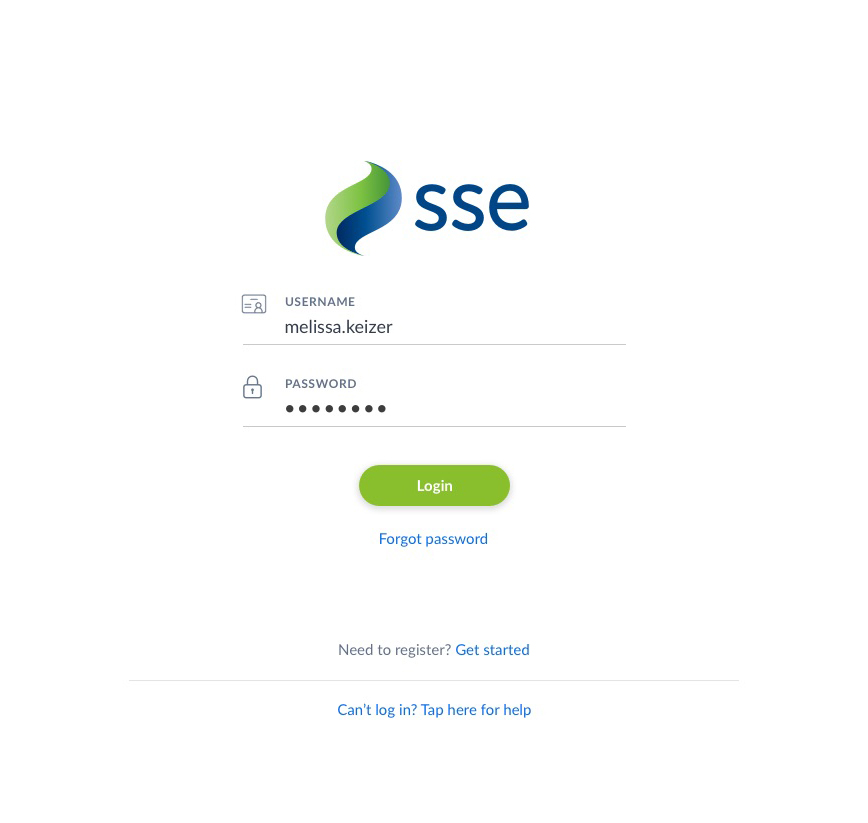 sse
USERNAME
melissa.keizer
PASSWORD
••••••••
Login
Forgot password
Need to register? Get started
Can't log in? Tap here for help